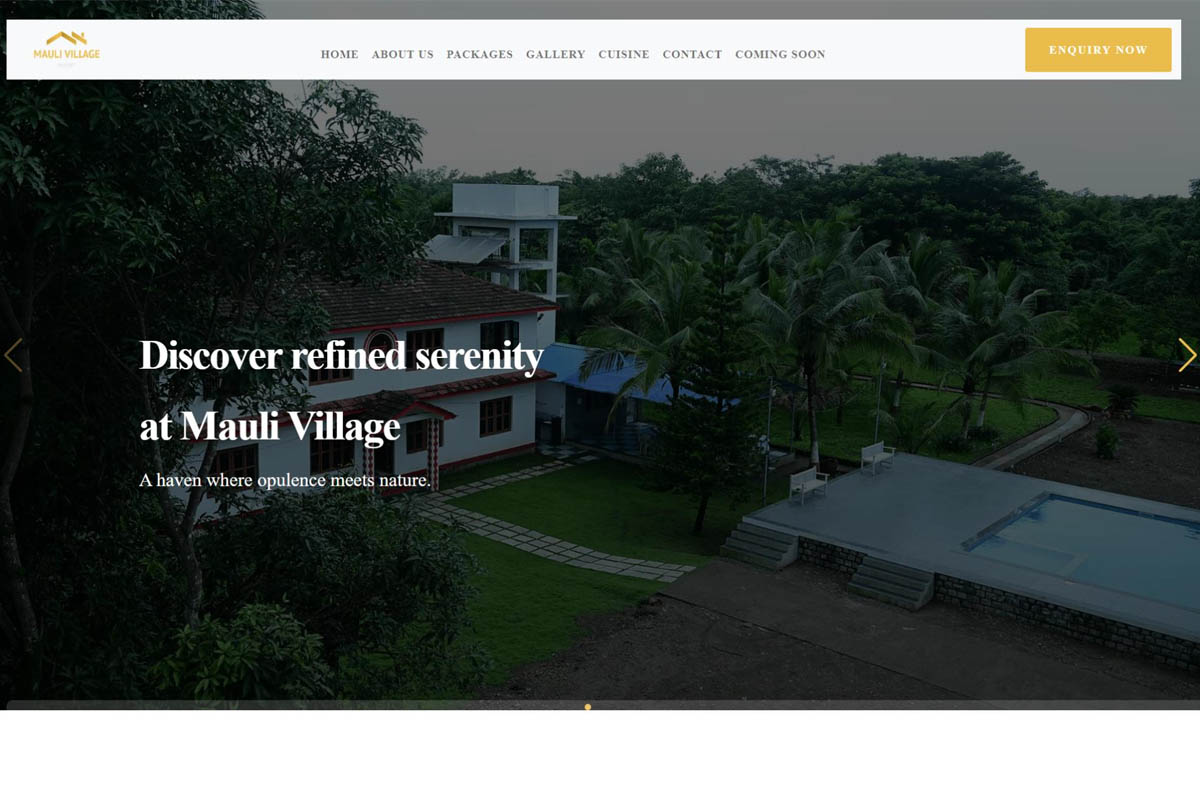 MAULI VILLAGE
HOME ABOUT US PACKAGES GALLERY CUISINE CONTACT COMING SOON
ENQUIRY NOW
Discover refined serenity
at Mauli Village
A haven where opulence meets nature.